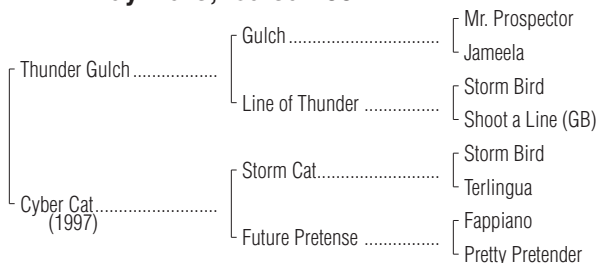 Mr. Prospector
Gulch
Jameela
Thunder Gulch
Storm Bird
Line of Thunder
Shoot a Line (GB)
Storm Bird
Storm Cat
Terlingua
Cyber Cat
(1997)
Fappiano
Future Pretense
Pretty Pretender